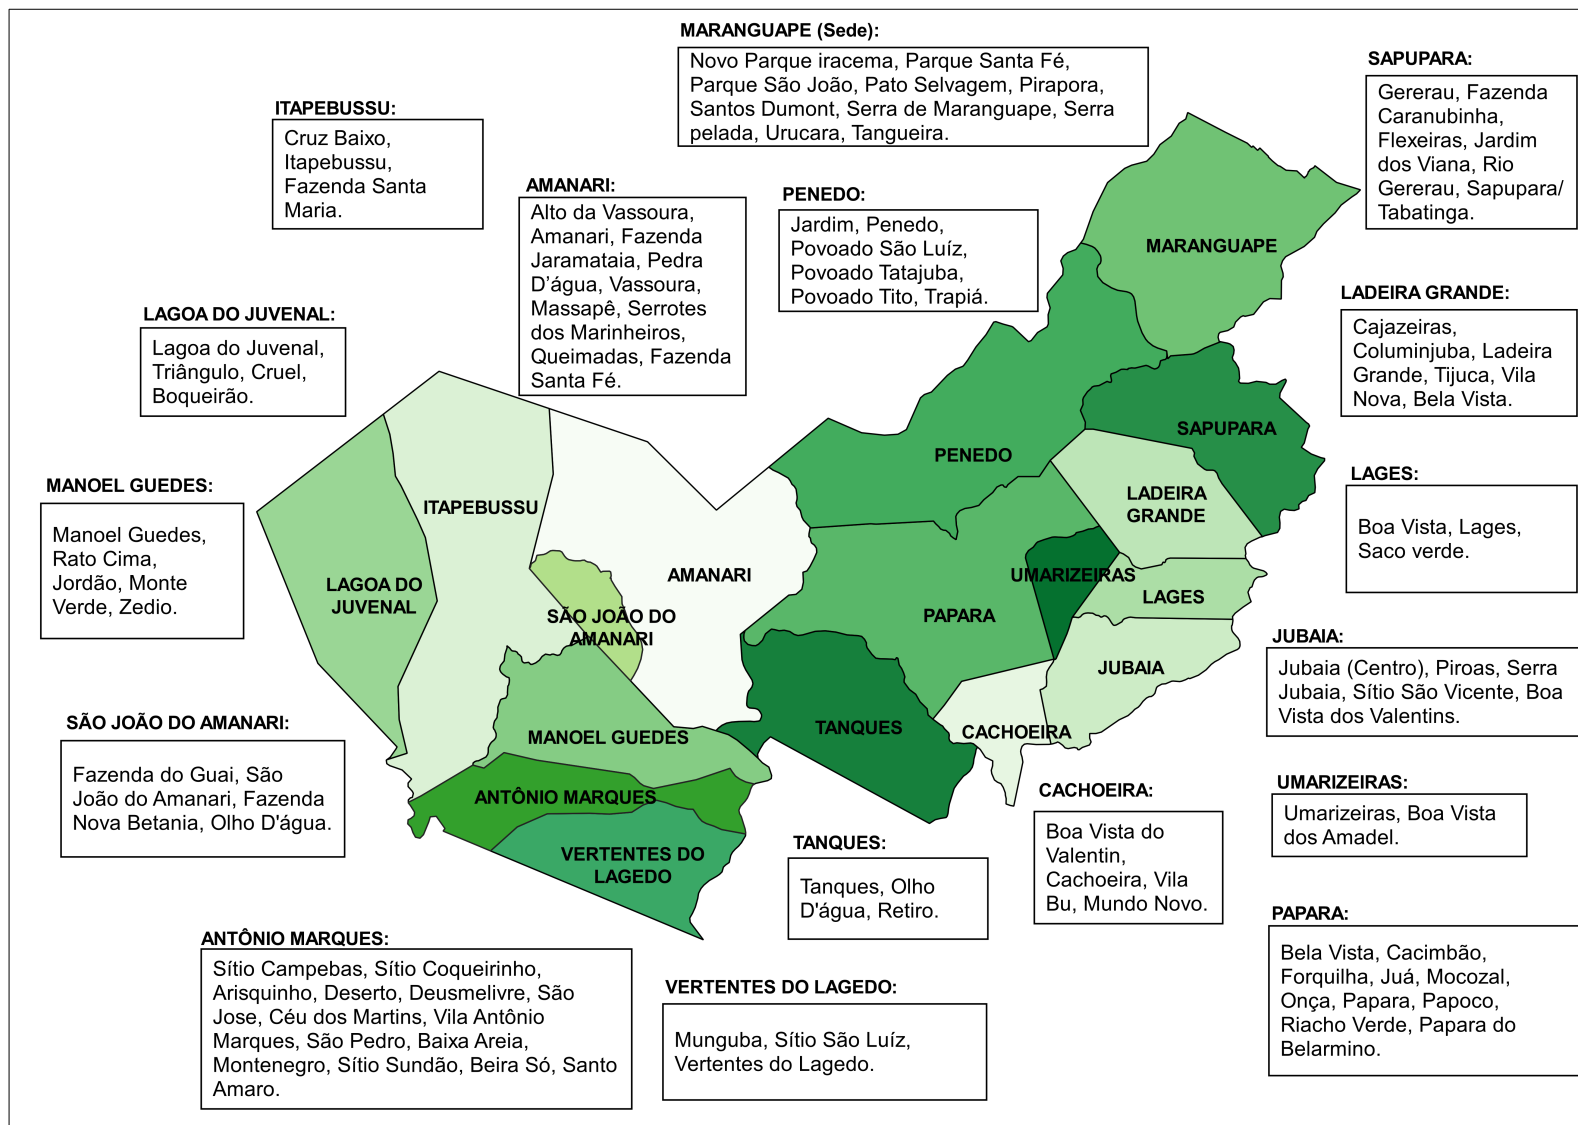 MARANGUAPE (Sede):
Novo Parque iracema, Parque Santa Fé,
Parque São João, Pato Selvagem, Pirapora,
Santos Dumont, Serra de Maranguape, Serra
pelada, Urucara, Tangueira.
SAPUPARA:
Gererau, Fazenda
Caranubinha,
Flexeiras, Jardim
dos Viana, Rio
Gererau, Sapupara/
Tabatinga.
ITAPEBUSSU:
Cruz Baixo,
Itapebussu,
Fazenda Santa
Maria.
AMANARI:
Alto da Vassoura,
Amanari, Fazenda
Jaramataia, Pedra
D’água, Vassoura,
Massapê, Serrotes
dos Marinheiros,
Queimadas, Fazenda
Santa Fé.
PENEDO:
Jardim, Penedo,
Povoado São Luíz,
Povoado Tatajuba,
Povoado Tito, Trapiá.
LADEIRA GRANDE:
Cajazeiras,
Columinjuba, Ladeira
Grande, Tijuca, Vila
Nova, Bela Vista.
LAGOA DO JUVENAL:
Lagoa do Juvenal,
Triângulo, Cruel,
Boqueirão.
MANOEL GUEDES:
Manoel Guedes,
Rato Cima,
Jordão, Monte
Verde, Zedio.
LAGES:
Boa Vista, Lages,
Saco verde.
MARANGUAPE
SAPUPARA
PENEDO
LADEIRA
GRANDE
ITAPEBUSSU
AMANARI
UMARIZEIRAS
LAGOA DO
JUVENAL
LAGES
SÃO JOÃO DO
AMANARI
PAPARA
JUBAIA
TANQUES
CACHOEIRA
MANOEL GUEDES
ANTÔNIO MARQUES
VERTENTES DO
LAGEDO
JUBAIA:
Jubaia (Centro), Piroas, Serra
Jubaia, Sítio São Vicente, Boa
Vista dos Valentins.
SÃO JOÃO DO AMANARI:
Fazenda do Guai, São
João do Amanari, Fazenda
Nova Betania, Olho D'água.
UMARIZEIRAS:
Umarizeiras, Boa Vista
dos Amadel.
CACHOEIRA:
Boa Vista do
Valentin,
Cachoeira, Vila
Bu, Mundo Novo.
TANQUES:
Tanques, Olho
D'água, Retiro.
PAPARA:
Bela Vista, Cacimbão,
Forquilha, Juá, Mocozal,
Onça, Papara, Papoco,
Riacho Verde, Papara do
Belarmino.
ANTÔNIO MARQUES:
Sítio Campebas, Sítio Coqueirinho,
Arisquinho, Deserto, Deusmelivre, São
Jose, Céu dos Martins, Vila Antônio
Marques, São Pedro, Baixa Areia,
Montenegro, Sítio Sundão, Beira Só, Santo
Amaro.
VERTENTES DO LAGEDO:
Munguba, Sítio São Luíz,
Vertentes do Lagedo.